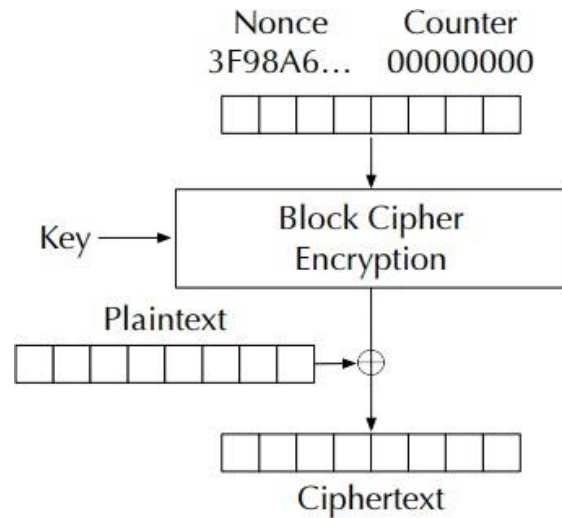 Nonce Counter
3F98A6... 00000000
Block Cipher
Key
Encryption
Plaintext
Ciphertext